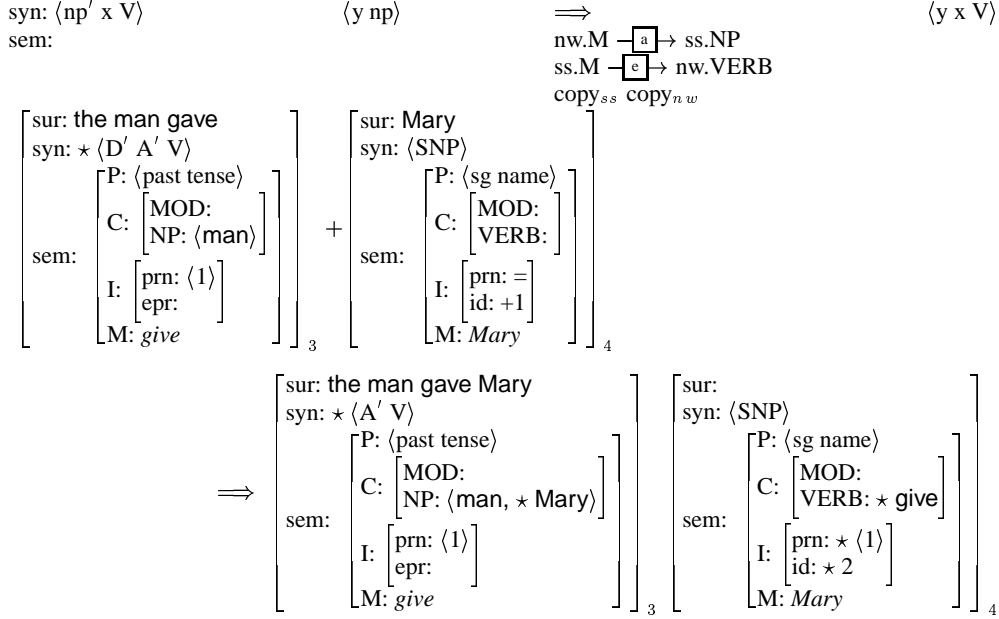 syn: ⟨np′ x V⟩ ⟨y np⟩ ⟹ ⟨y x V⟩
sem: nw.M —a→ ss.NP
ss.M —e→ nw.VERB
copy_ss copy_nw
sur: the man gave
syn: ⋆ ⟨D′ A′ V⟩
sem:
P: ⟨past tense⟩
C:
MOD:
NP: ⟨man⟩
I:
prn: ⟨1⟩
epr:
M: give
3
+
sur: Mary
syn: ⟨SNP⟩
sem:
P: ⟨sg name⟩
C:
MOD:
VERB:
I:
prn: =
id: +1
M: Mary
4
⟹
sur: the man gave Mary
syn: ⋆ ⟨A′ V⟩
sem:
P: ⟨past tense⟩
C:
MOD:
NP: ⟨man, ⋆ Mary⟩
I:
prn: ⟨1⟩
epr:
M: give
3
sur:
syn: ⟨SNP⟩
sem:
P: ⟨sg name⟩
C:
MOD:
VERB: ⋆ give
I:
prn: ⋆ ⟨1⟩
id: ⋆ 2
M: Mary
4